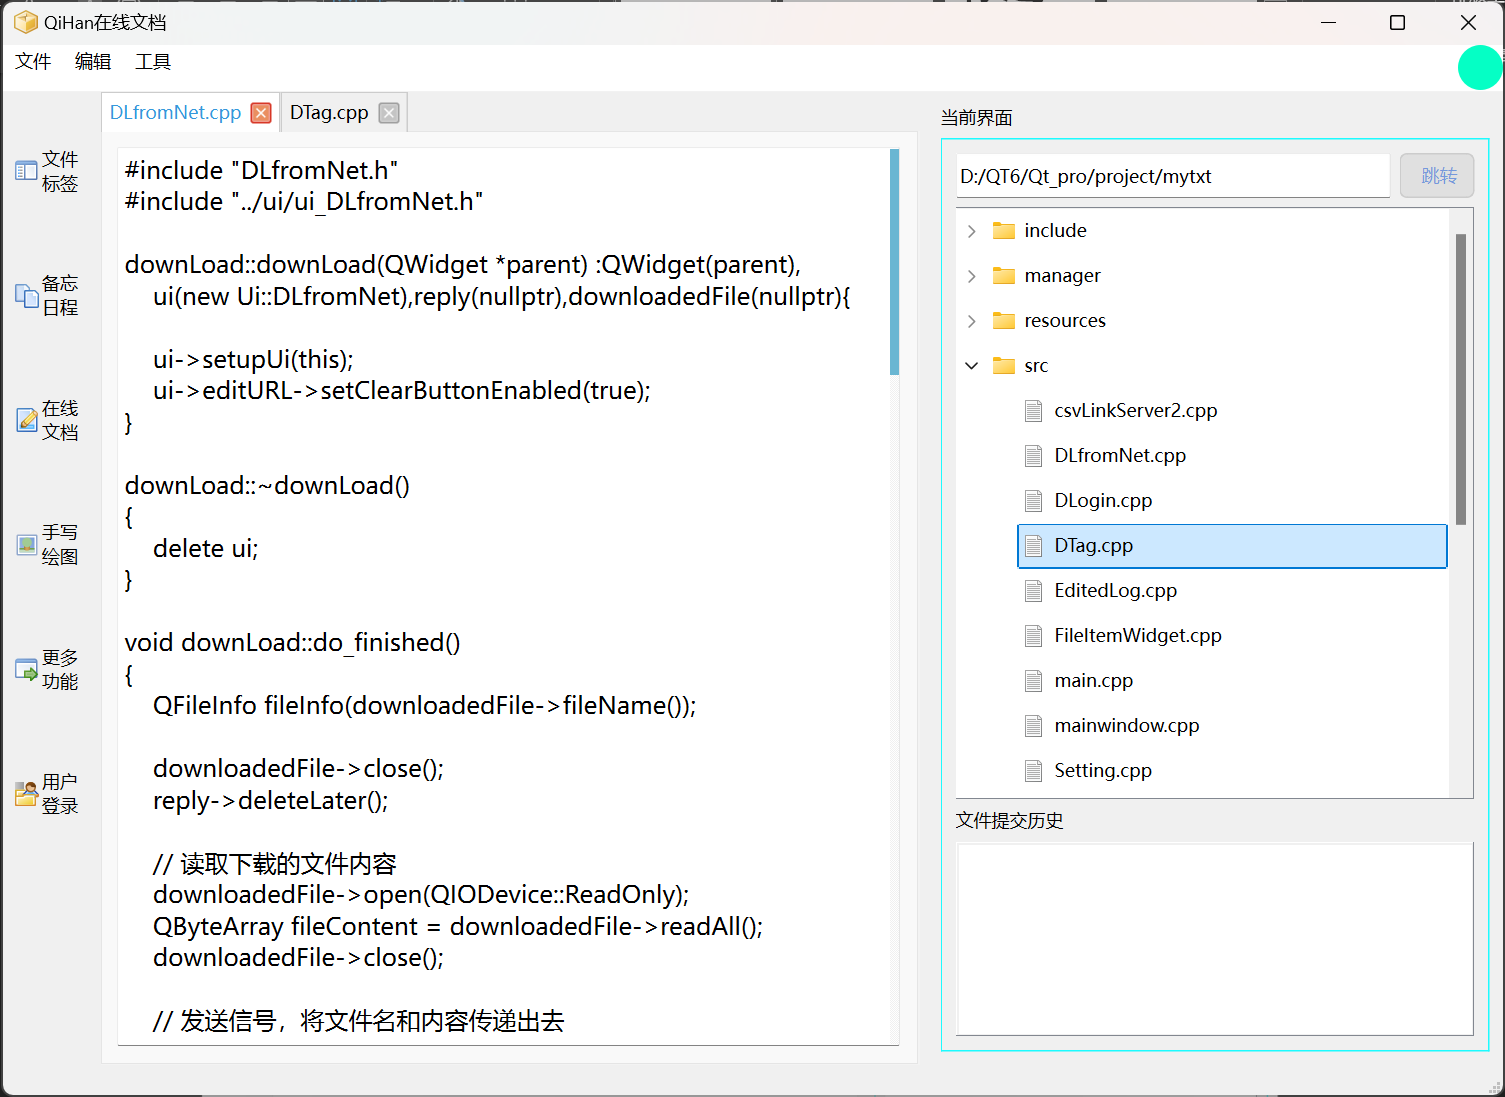 QiHan在线文档
文件 编辑 工具
文件
标签
备忘
日程
在线
文档
手写
绘图
更多
功能
用户
登录
DLfromNet.cpp DTag.cpp
#include "DLfromNet.h"
#include "../ui/ui_DLfromNet.h"
downLoad::downLoad(QWidget *parent) :QWidget(parent),
ui(new Ui::DLfromNet),reply(nullptr),downloadedFile(nullptr){
ui->setupUi(this);
ui->editURL->setClearButtonEnabled(true);
}
downLoad::~downLoad()
{
delete ui;
}
void downLoad::do_finished()
{
QFileInfo fileInfo(downloadedFile->fileName());
downloadedFile->close();
reply->deleteLater();
// 读取下载的文件内容
downloadedFile->open(QIODevice::ReadOnly);
QByteArray fileContent = downloadedFile->readAll();
downloadedFile->close();
// 发送信号，将文件名和内容传递出去
当前界面
D:/QT6/Qt_pro/project/mytxt 跳转
include
manager
resources
src
csvLinkServer2.cpp
DLfromNet.cpp
DLogin.cpp
DTag.cpp
EditedLog.cpp
FileItemWidget.cpp
main.cpp
mainwindow.cpp
Setting.cpp
文件提交历史